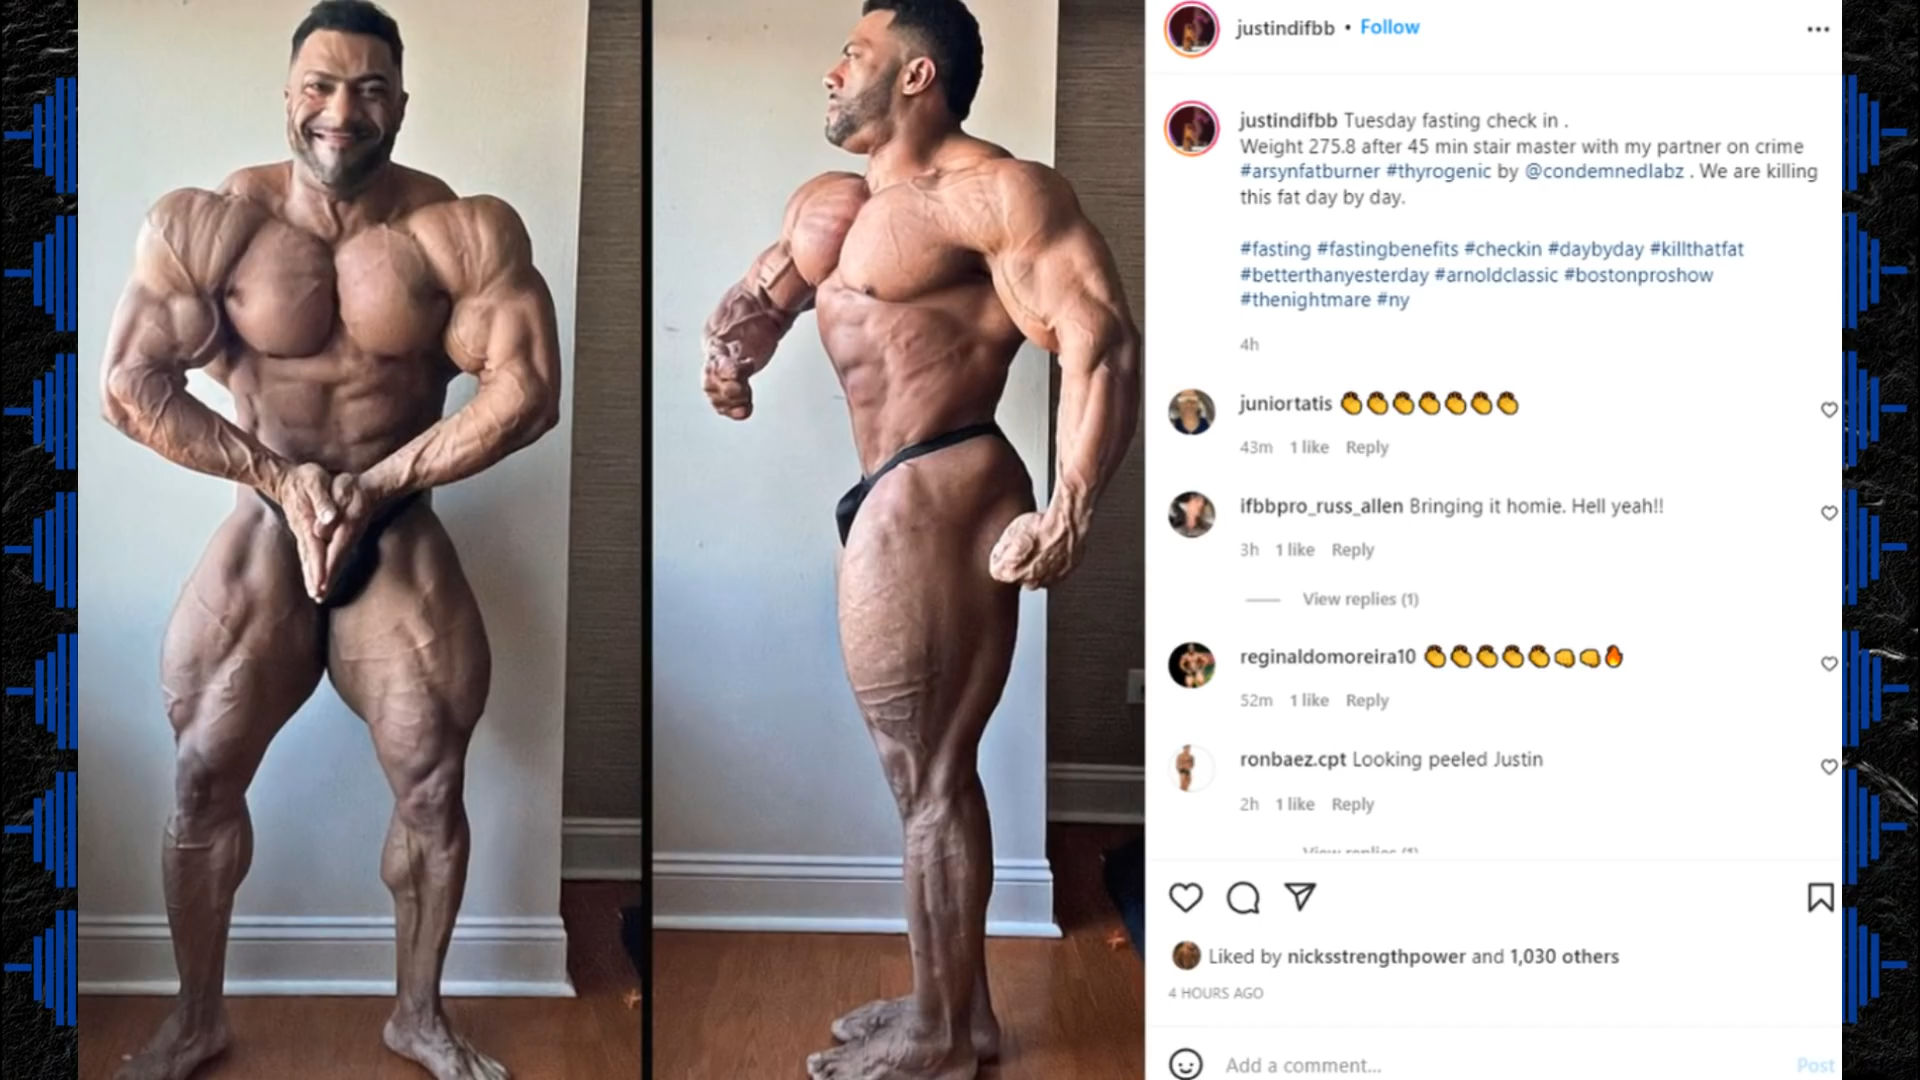 justindifbb • Follow
justindifbb Tuesday fasting check in .
Weight 275.8 after 45 min stair master with my partner on crime
#arsynfatburner #thyrogenic by @condemnedlabz . We are killing
this fat day by day.
#fasting #fastingbenefits #checkin #daybyday #killthatfat
#betterthanyesterday #arnoldclassic #bostonproshow
#thenightmare #ny
4h
juniortatis 👏👏👏👏👏👏👏
43m 1 like Reply
ifbbpro_russ_allen Bringing it homie. Hell yeah!!
3h 1 like Reply
View replies (1)
reginaldomoreira10 👏👏👏👏👏👊👊🔥
52m 1 like Reply
ronbaez.cpt Looking peeled Justin
2h 1 like Reply
View replies (1)
Liked by nicksstrengthpower and 1,030 others
4 HOURS AGO
Add a comment...
Post